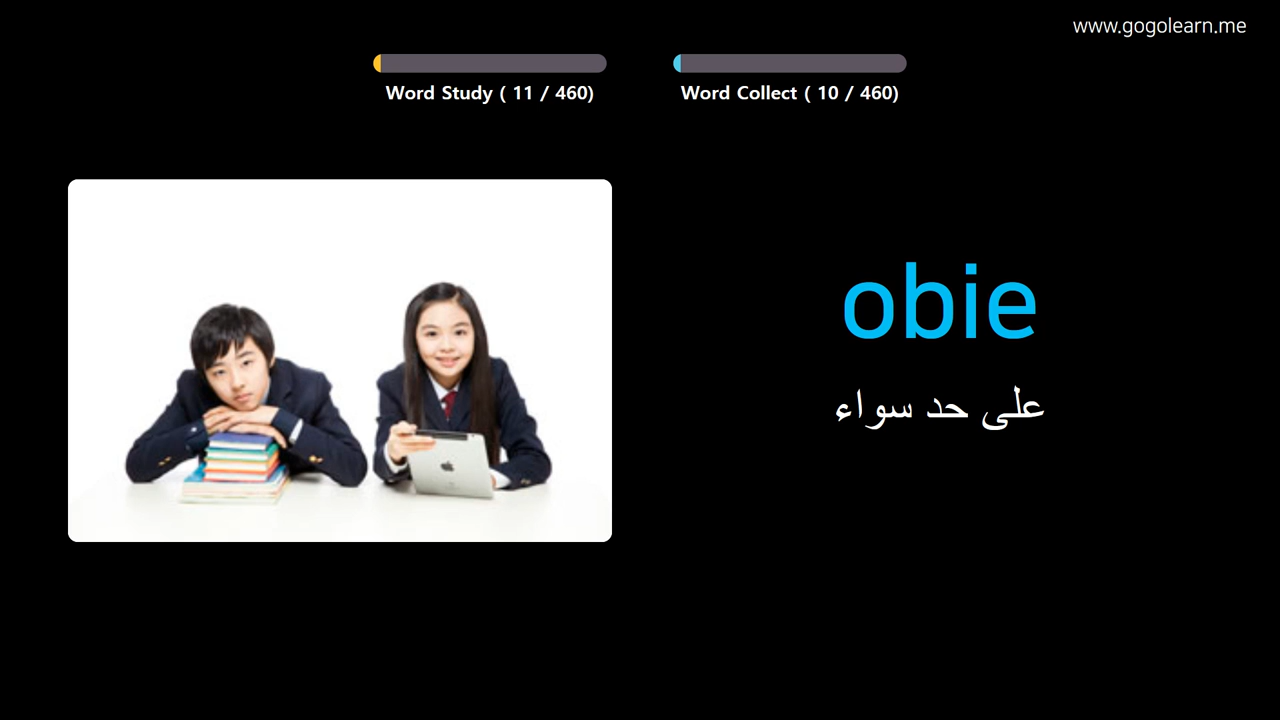 www.gogolearn.me
Word Study ( 11 / 460)
Word Collect ( 10 / 460)
obie
على حد سواء